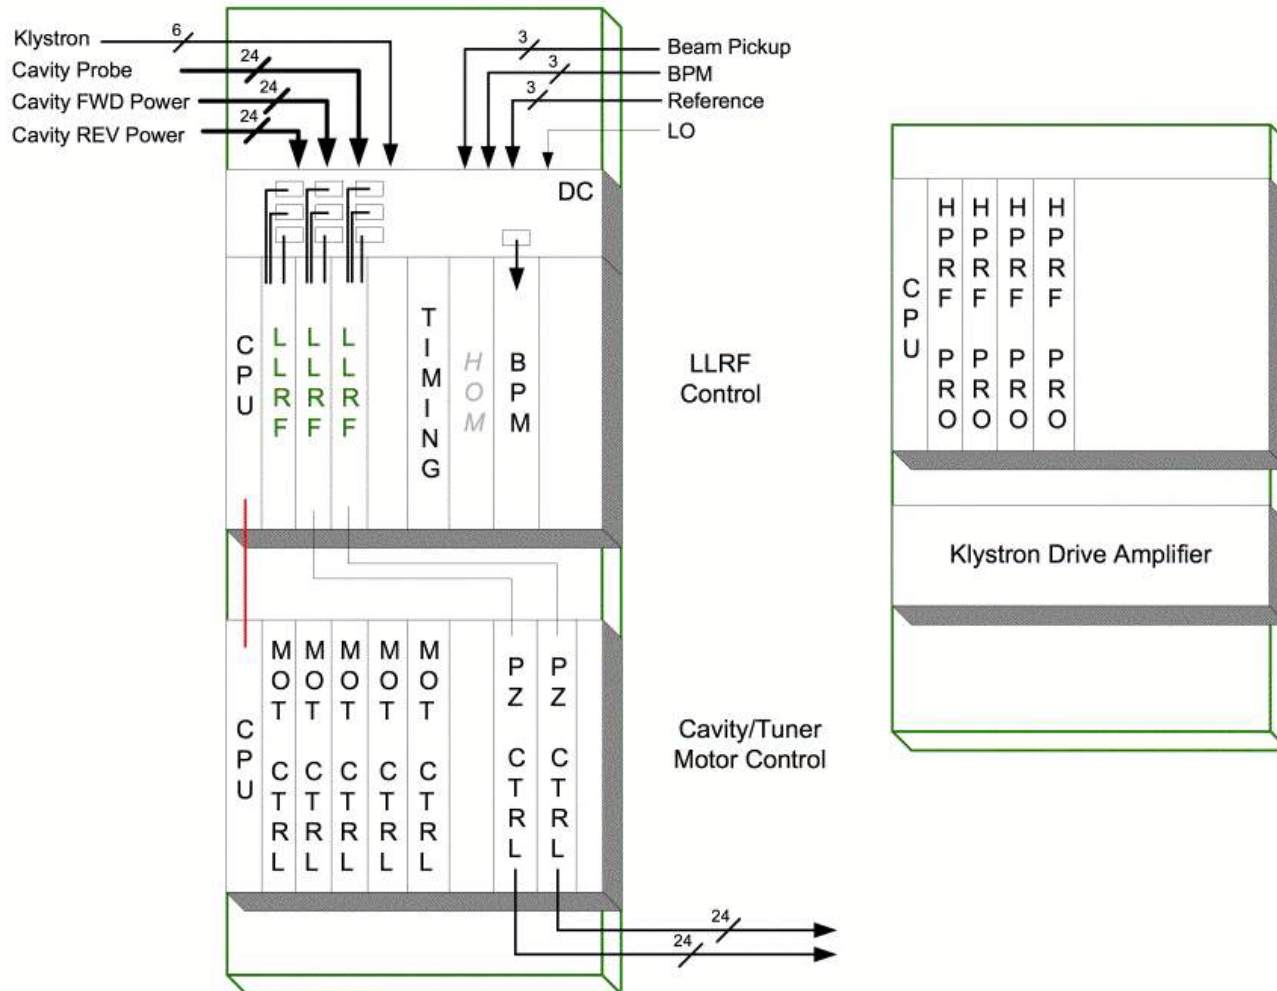 Klystron
6
Cavity Probe
24
Cavity FWD Power
24
Cavity REV Power
24
3
Beam Pickup
3
BPM
3
Reference
LO
DC
CPU
LLRF
LLRF
LLRF
TIMING
HOM
BPM
LLRF
Control
CPU
MOT CTRL
MOT CTRL
MOT CTRL
MOT CTRL
MOT CTRL
PZ CTRL
PZ CTRL
Cavity/Tuner
Motor Control
24
24
CPU
HPRF PRO
HPRF PRO
HPRF PRO
HPRF PRO
Klystron Drive Amplifier